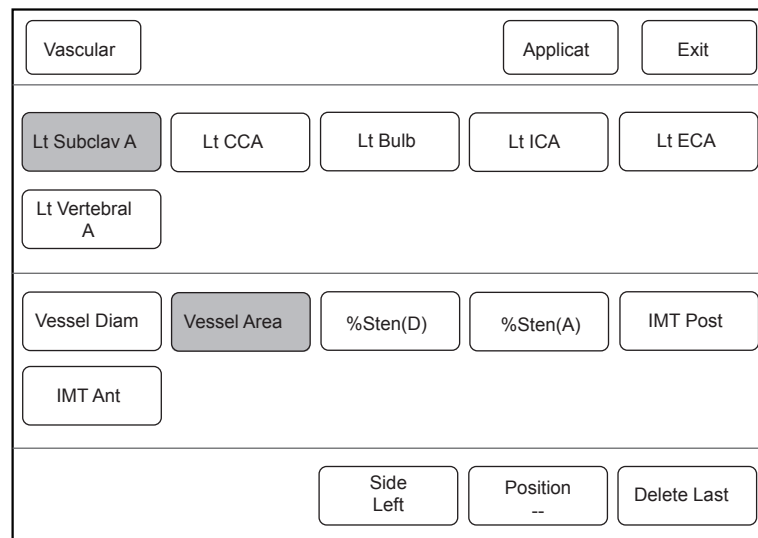 Vascular
Applicat
Exit
Lt Subclav A
Lt CCA
Lt Bulb
Lt ICA
Lt ECA
Lt Vertebral
A
Vessel Diam
Vessel Area
%Sten(D)
%Sten(A)
IMT Post
IMT Ant
Side
Left
Position
--
Delete Last